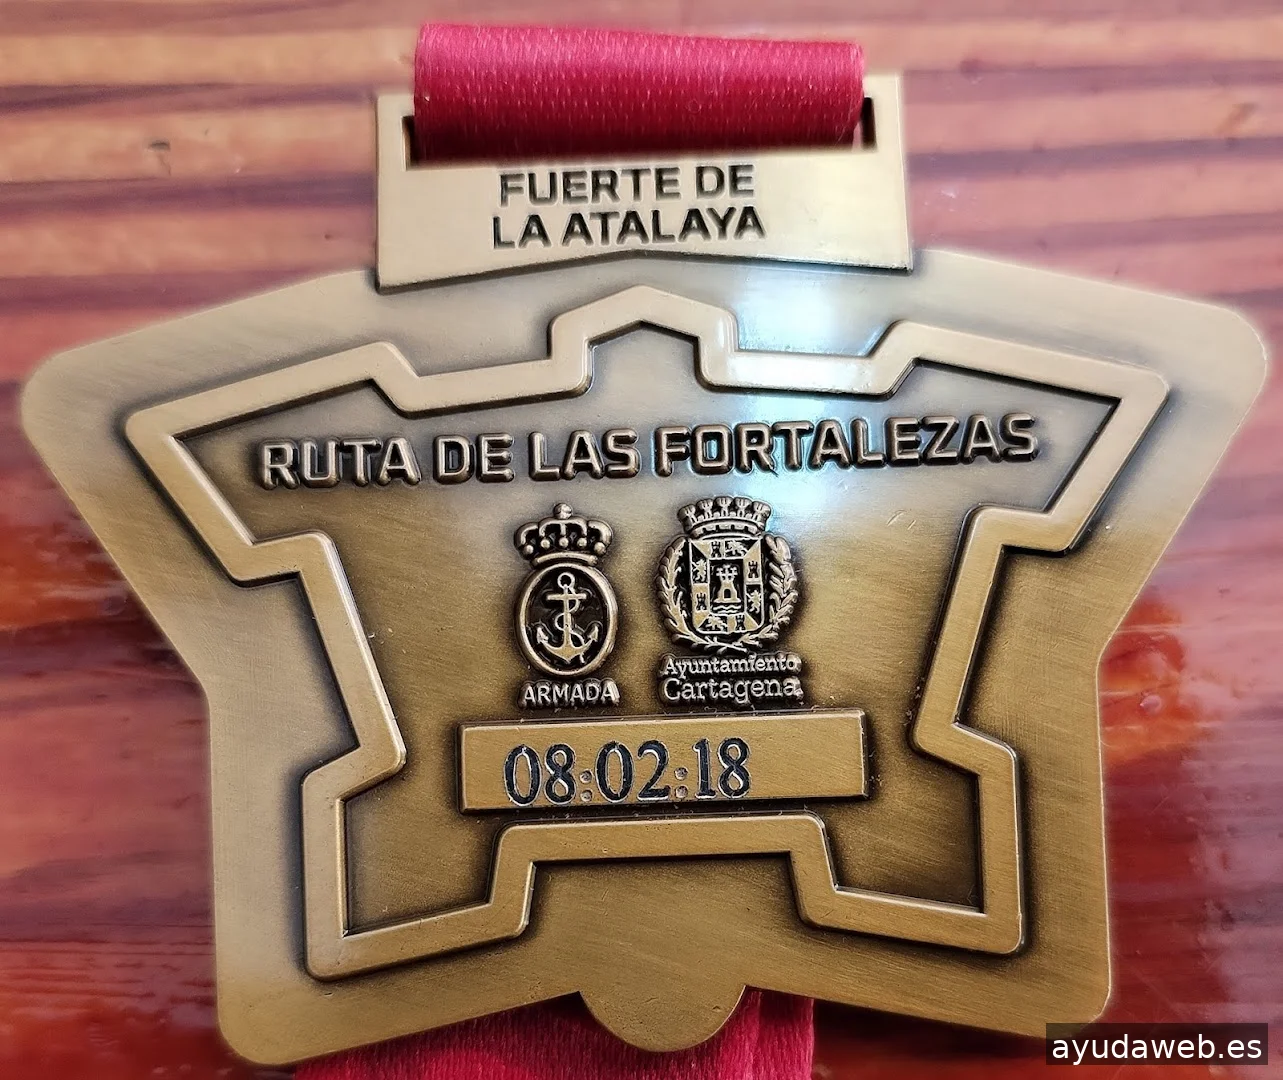 FUERTE DE
LA ATALAYA
RUTA DE LAS FORTALEZAS
ARMADA
Ayuntamiento
Cartagena
08:02:18
ayudaweb.es